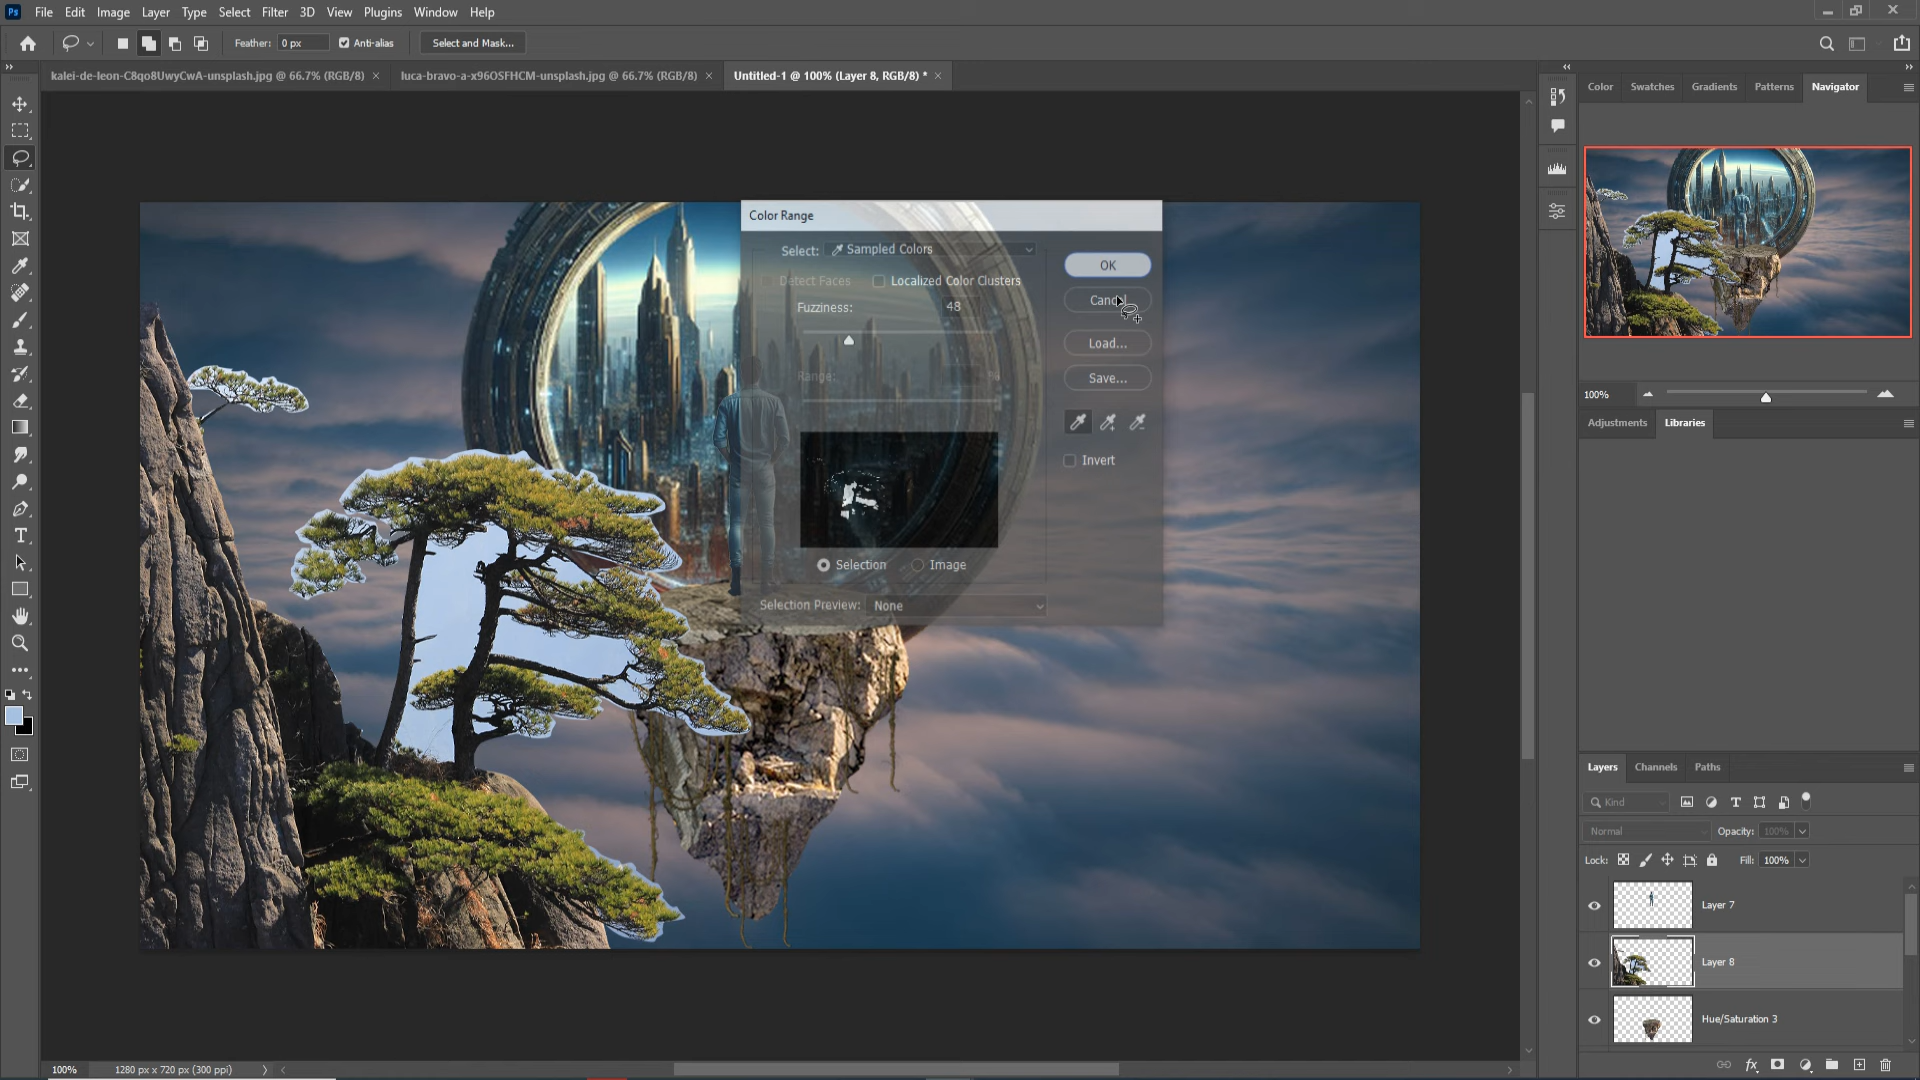 Ps File Edit Image Layer Type Select Filter 3D View Plugins Window Help
Feather: 0 px Anti-alias Select and Mask...
kalei-de-leon-C8qo8UwyCwA-unsplash.jpg @ 66.7% (RGB/8) × luca-bravo-a-x96OSFHCM-unsplash.jpg @ 66.7% (RGB/8) × Untitled-1 @ 100% (Layer 8, RGB/8) * ×
Color Swatches Gradients Patterns Navigator
Color Range
Select: Sampled Colors
OK
Detect Faces Localized Color Clusters
Cancel
Fuzziness: 48
Load...
Range: %
Save...
Invert
Selection Image
Selection Preview: None
100%
Adjustments Libraries
Layers Channels Paths
Kind
Normal Opacity: 100%
Lock: Fill: 100%
Layer 7
Layer 8
Hue/Saturation 3
100% 1280 px x 720 px (300 ppi)
fx